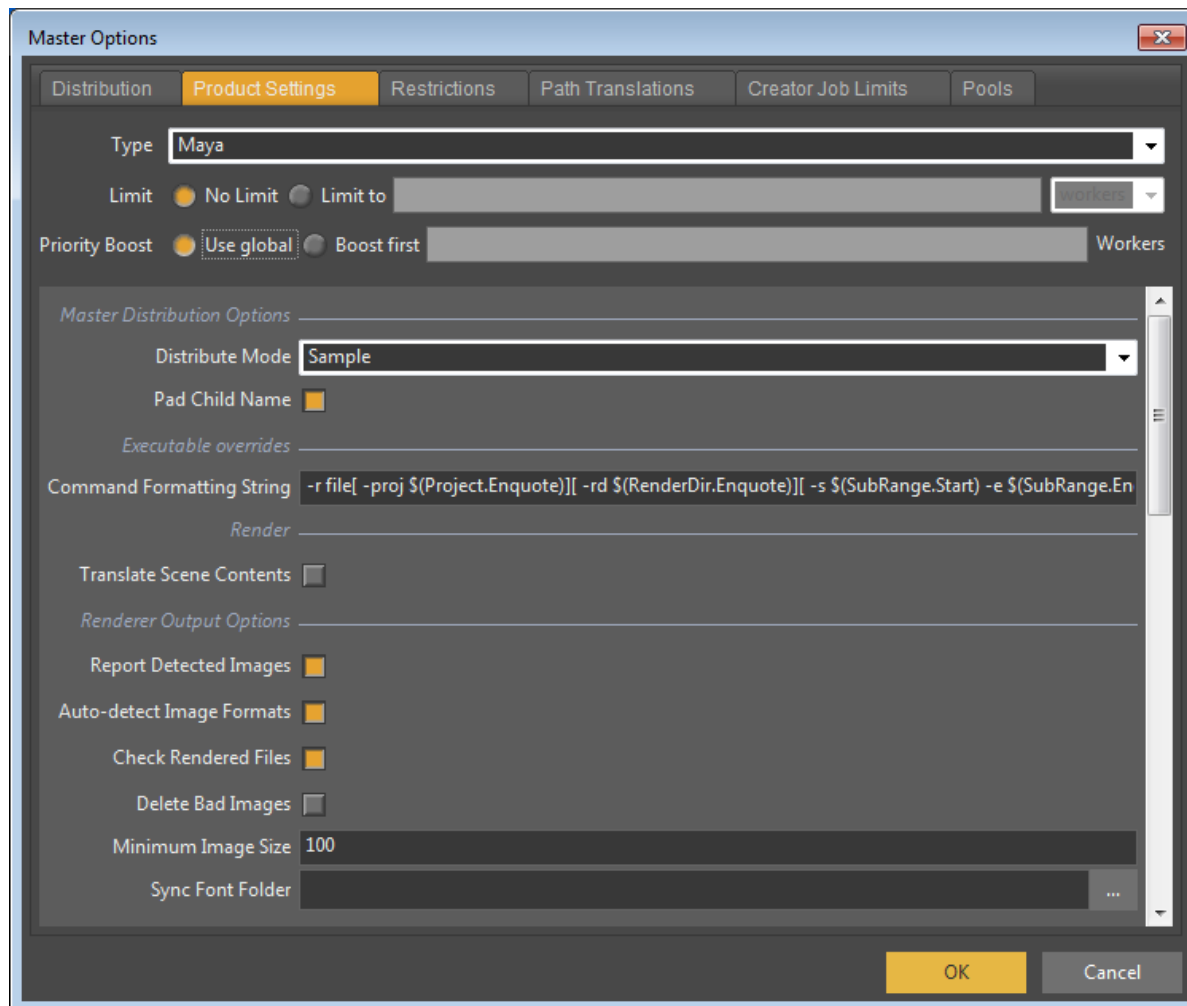 Master Options
Distribution Product Settings Restrictions Path Translations Creator Job Limits Pools
Type Maya
Limit No Limit Limit to workers
Priority Boost Use global Boost first Workers
Master Distribution Options
Distribute Mode Sample
Pad Child Name
Executable overrides
Command Formatting String -r file[ -proj $(Project.Enquote)][ -rd $(RenderDir.Enquote)][ -s $(SubRange.Start) -e $(SubRange.En
Render
Translate Scene Contents
Renderer Output Options
Report Detected Images
Auto-detect Image Formats
Check Rendered Files
Delete Bad Images
Minimum Image Size 100
Sync Font Folder ...
OK Cancel